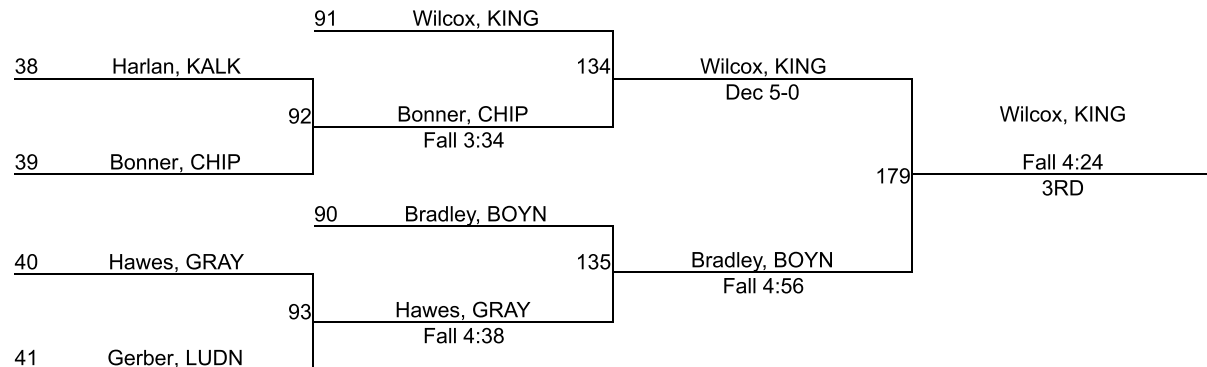 91 Wilcox, KING
38 Harlan, KALK
134 Wilcox, KING
Dec 5-0
92 Bonner, CHIP
Fall 3:34
Wilcox, KING
39 Bonner, CHIP
Fall 4:24
179
3RD
90 Bradley, BOYN
40 Hawes, GRAY
135 Bradley, BOYN
Fall 4:56
93 Hawes, GRAY
Fall 4:38
41 Gerber, LUDN